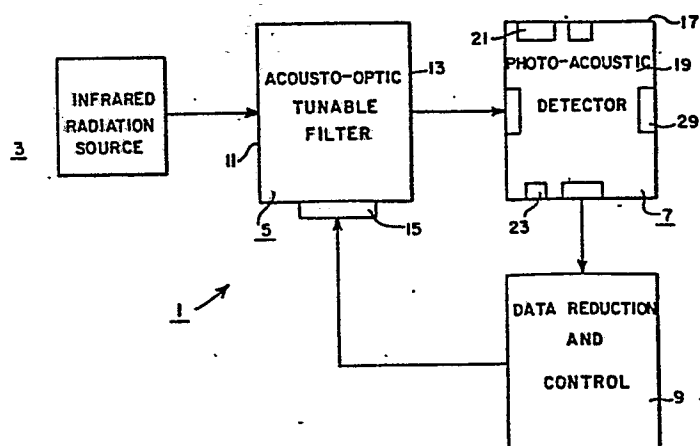 21
17
PHOTO-ACOUSTIC
19
DETECTOR
29
23
7
ACOUSTO-OPTIC
TUNABLE
FILTER
13
11
5
15
INFRARED
RADIATION
SOURCE
3
1
DATA REDUCTION
AND
CONTROL
9